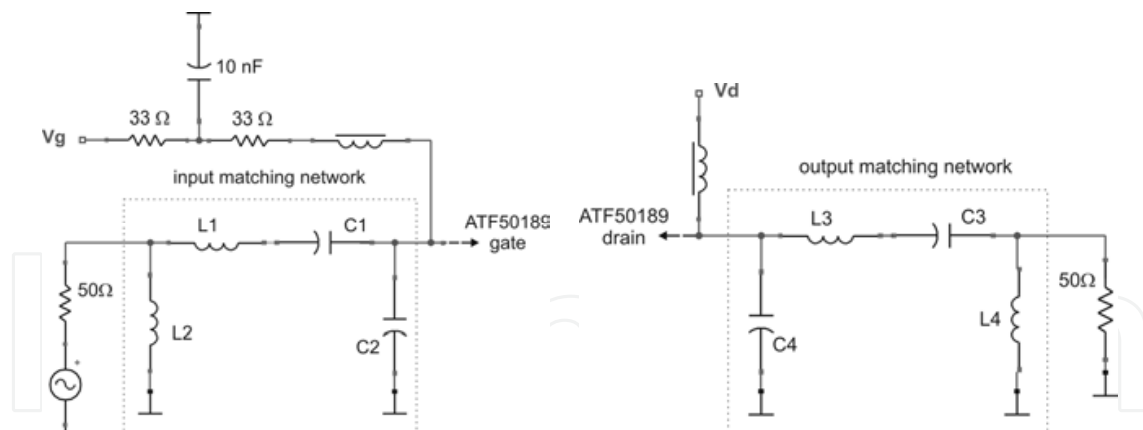 10 nF
33 Ω
33 Ω
Vg
input matching network
L1
C1
ATF50189
gate
50Ω
L2
C2
+
Vd
output matching network
ATF50189
drain
L3
C3
50Ω
C4
L4